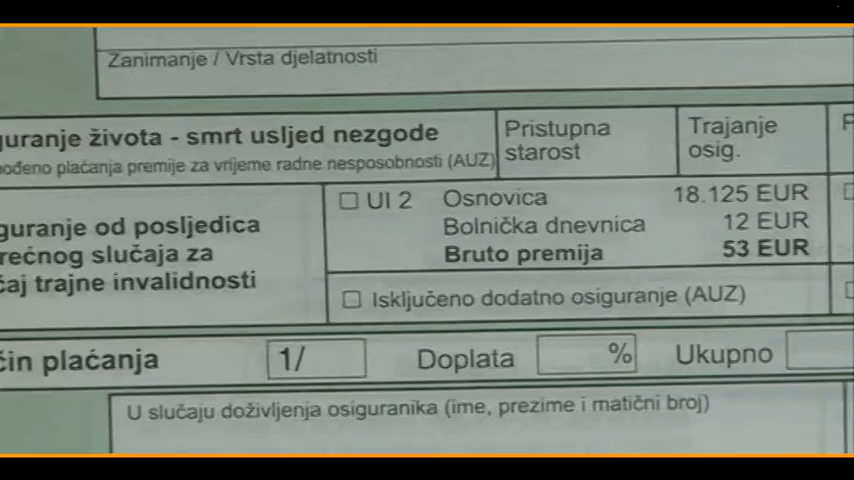 Zanimanje / Vrsta djelatnosti
guranje života - smrt usljed nezgode
ođeno plaćanja premije za vrijeme radne nesposobnosti (AUZ)
Pristupna
starost
Trajanje
osig.
P
guranje od posljedica
rećnog slučaja za
čaj trajne invalidnosti
UI 2 Osnovica 18.125 EUR
Bolnička dnevnica 12 EUR
Bruto premija 53 EUR
Isključeno dodatno osiguranje (AUZ)
čin plaćanja 1/ Doplata % Ukupno
U slučaju doživljenja osiguranika (ime, prezime i matični broj)